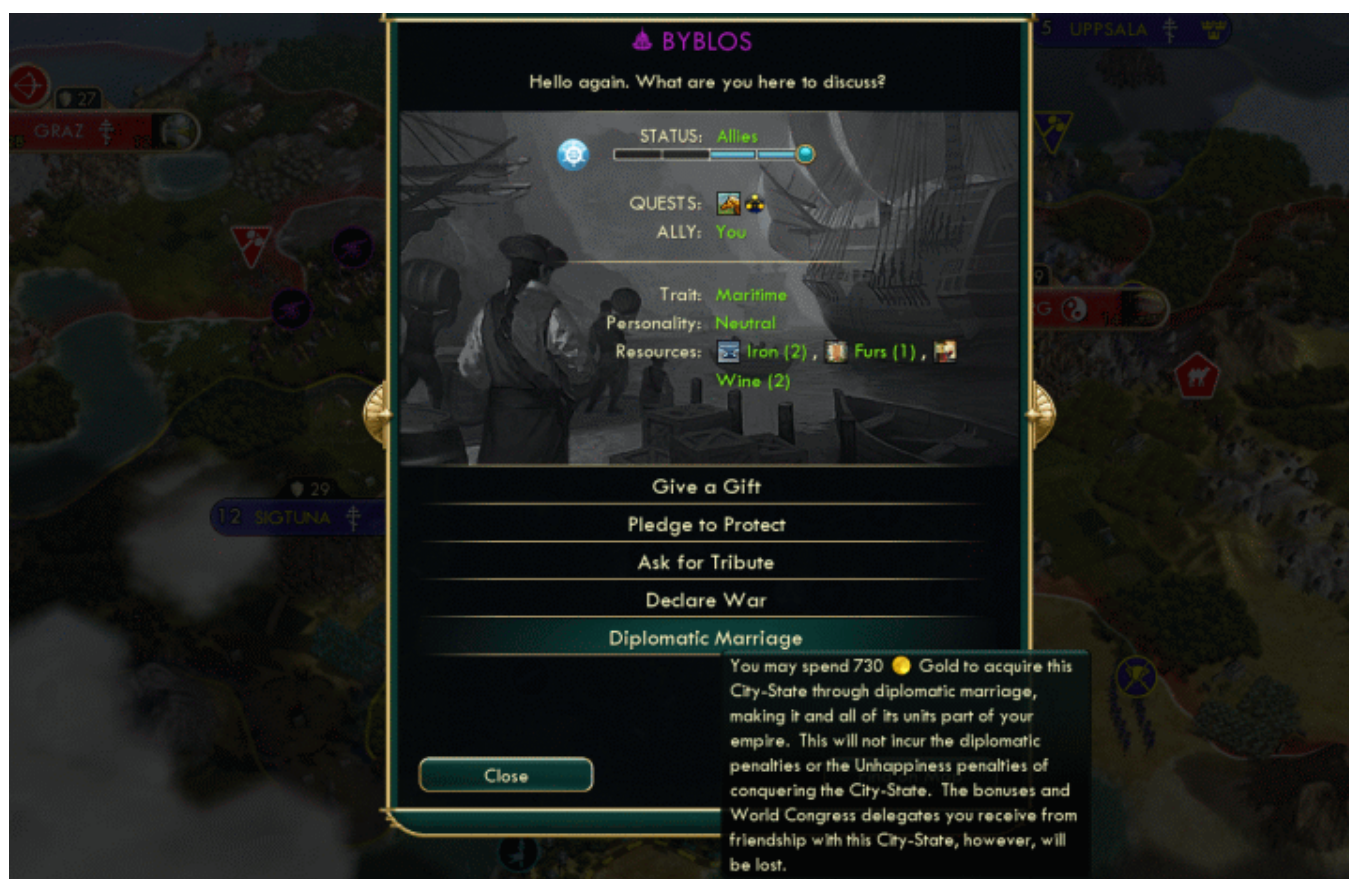 BYBLOS
5 UPPSALA
Hello again. What are you here to discuss?
27
GRAZ
STATUS: Allies
QUESTS:
ALLY: You
Trait: Maritime
Personality: Neutral
G
Resources: Iron (2) , Furs (1) ,
Wine (2)
29
12 SIGTUNA
Give a Gift
Pledge to Protect
Ask for Tribute
Declare War
Diplomatic Marriage
You may spend 730 Gold to acquire this
City-State through diplomatic marriage,
making it and all of its units part of your
empire. This will not incur the diplomatic
penalties or the Unhappiness penalties of
conquering the City-State. The bonuses and
World Congress delegates you receive from
friendship with this City-State, however, will
be lost.
Close